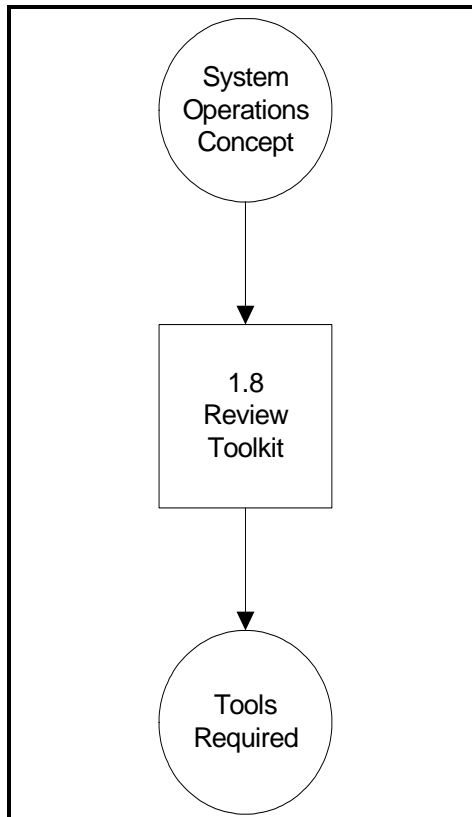 System
Operations
Concept
1.8
Review
Toolkit
Tools
Required